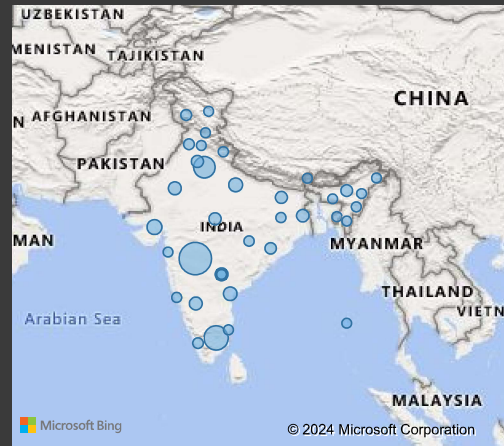 UZBEKISTAN
MENISTAN
TAJIKISTAN
CHINA
N AFGHANISTAN
PAKISTAN
INDIA
MAN
MYANMAR
THAILAND
VIETN
Arabian Sea
MALAYSIA
Microsoft Bing
© 2024 Microsoft Corporation